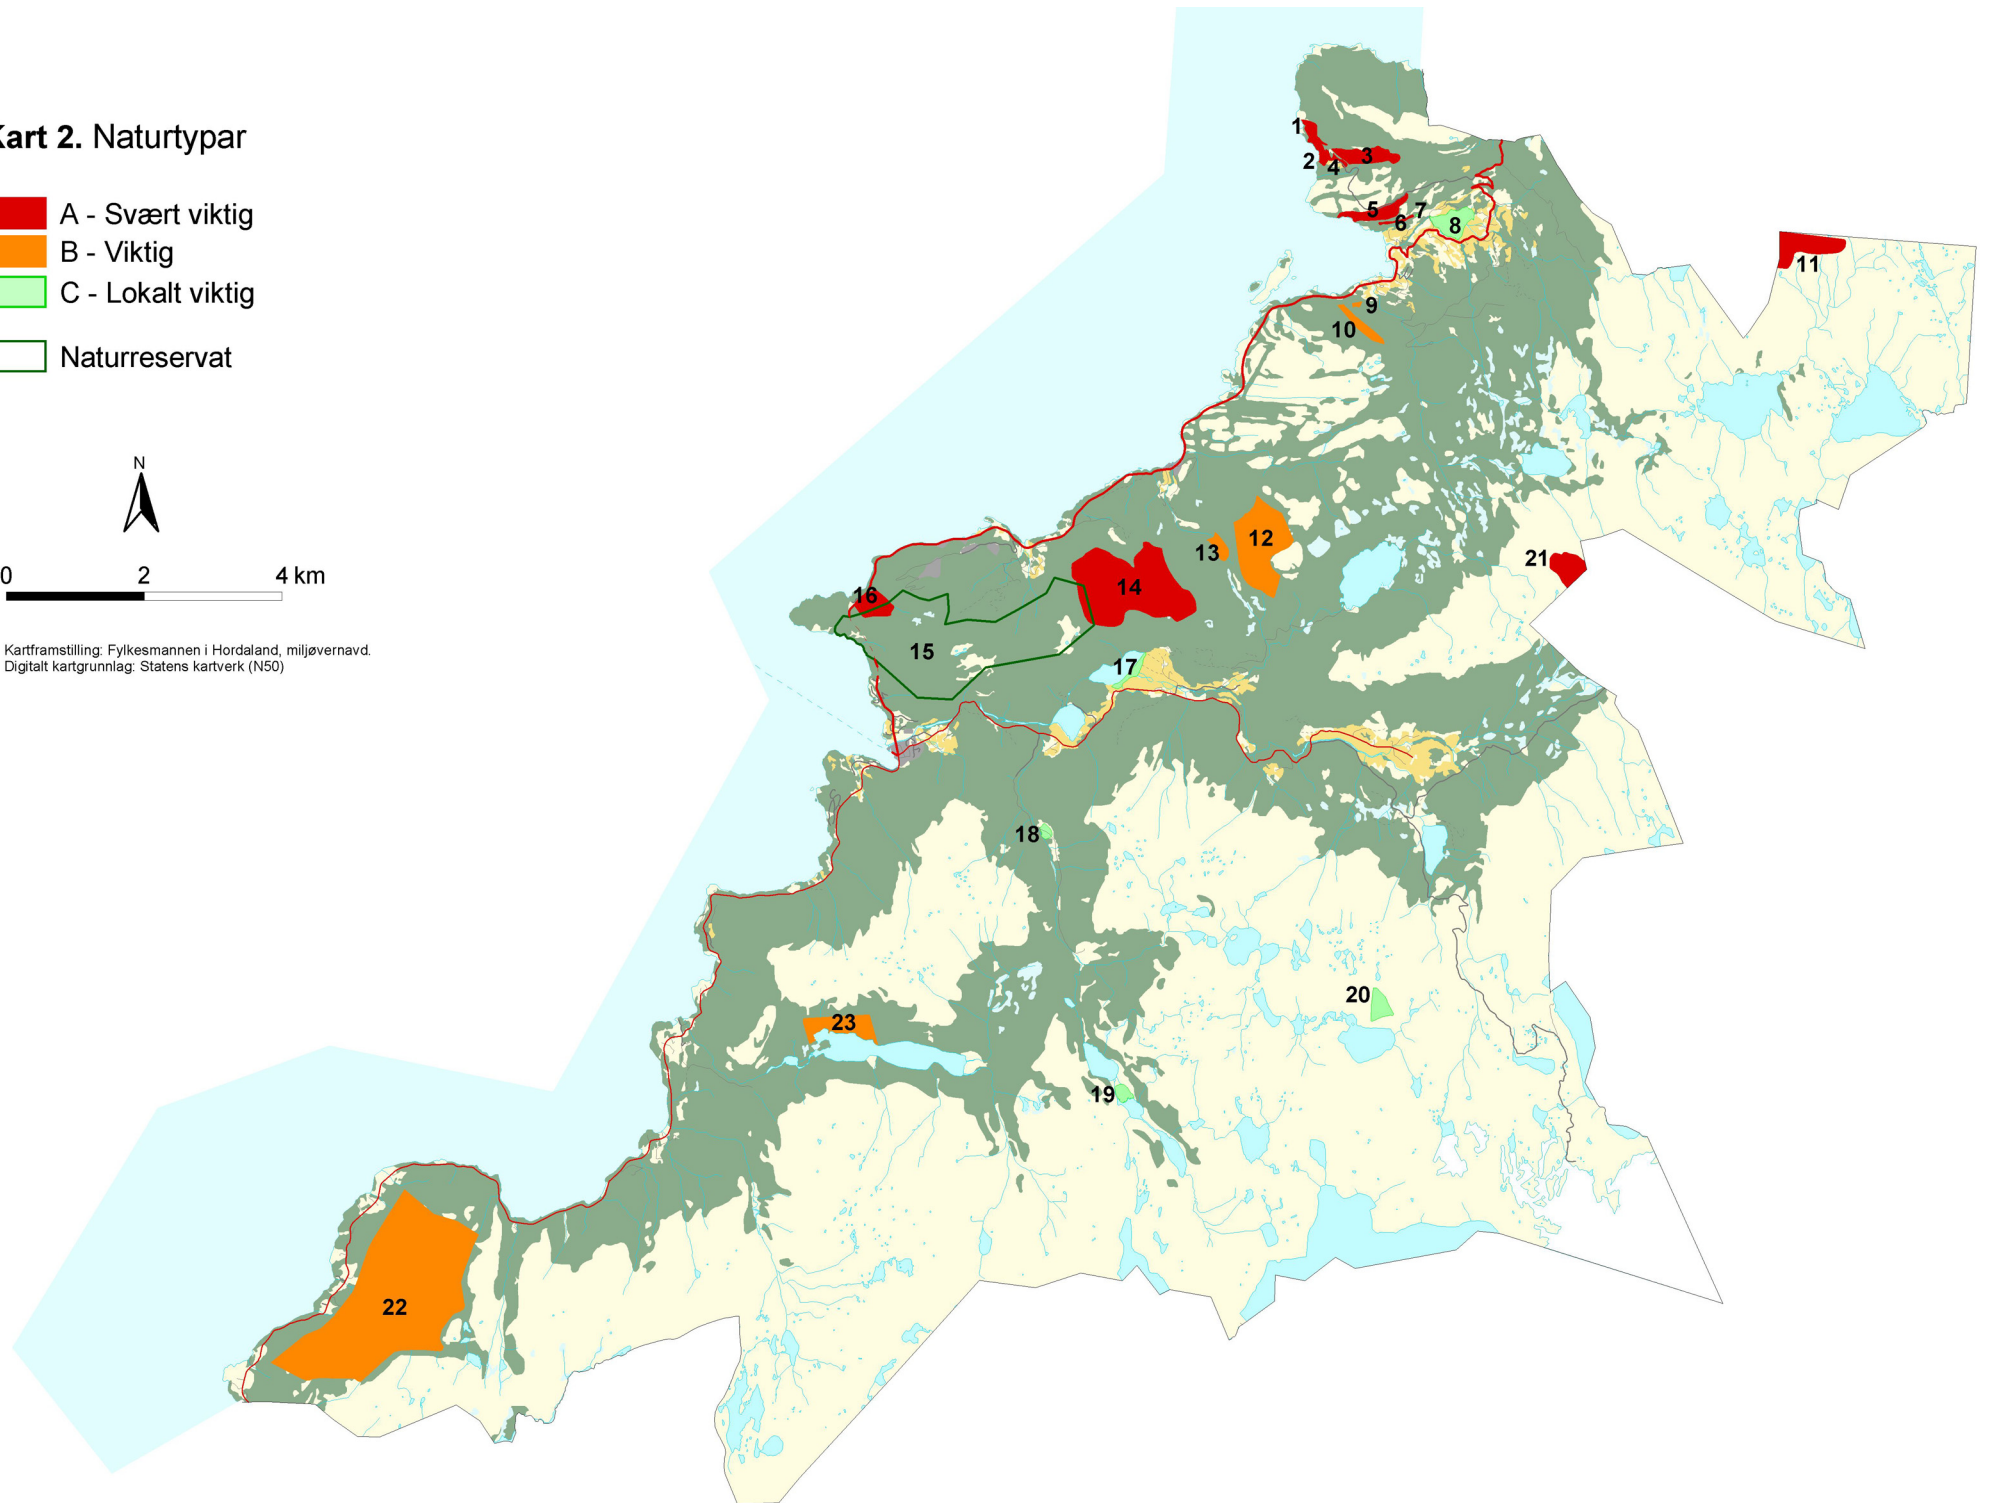 Kart 2. Naturtypar
A - Svært viktig
B - Viktig
C - Lokalt viktig
Naturreservat
N
0 2 4 km
Kartframstilling: Fylkesmannen i Hordaland, miljøvernavd.
Digitalt kartgrunnlag: Statens kartverk (N50)
1
2
3
4
5
6
7
8
9
10
11
12
13
14
15
16
17
18
19
20
21
22
23